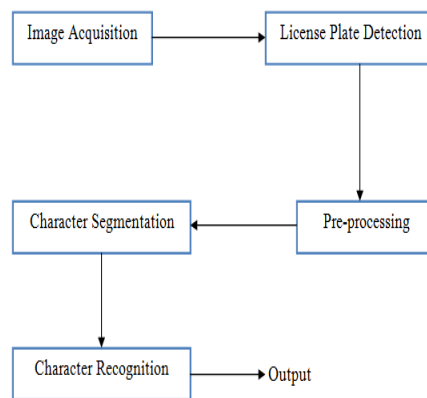 Image Acquisition
License Plate Detection
Pre-processing
Character Segmentation
Character Recognition
Output